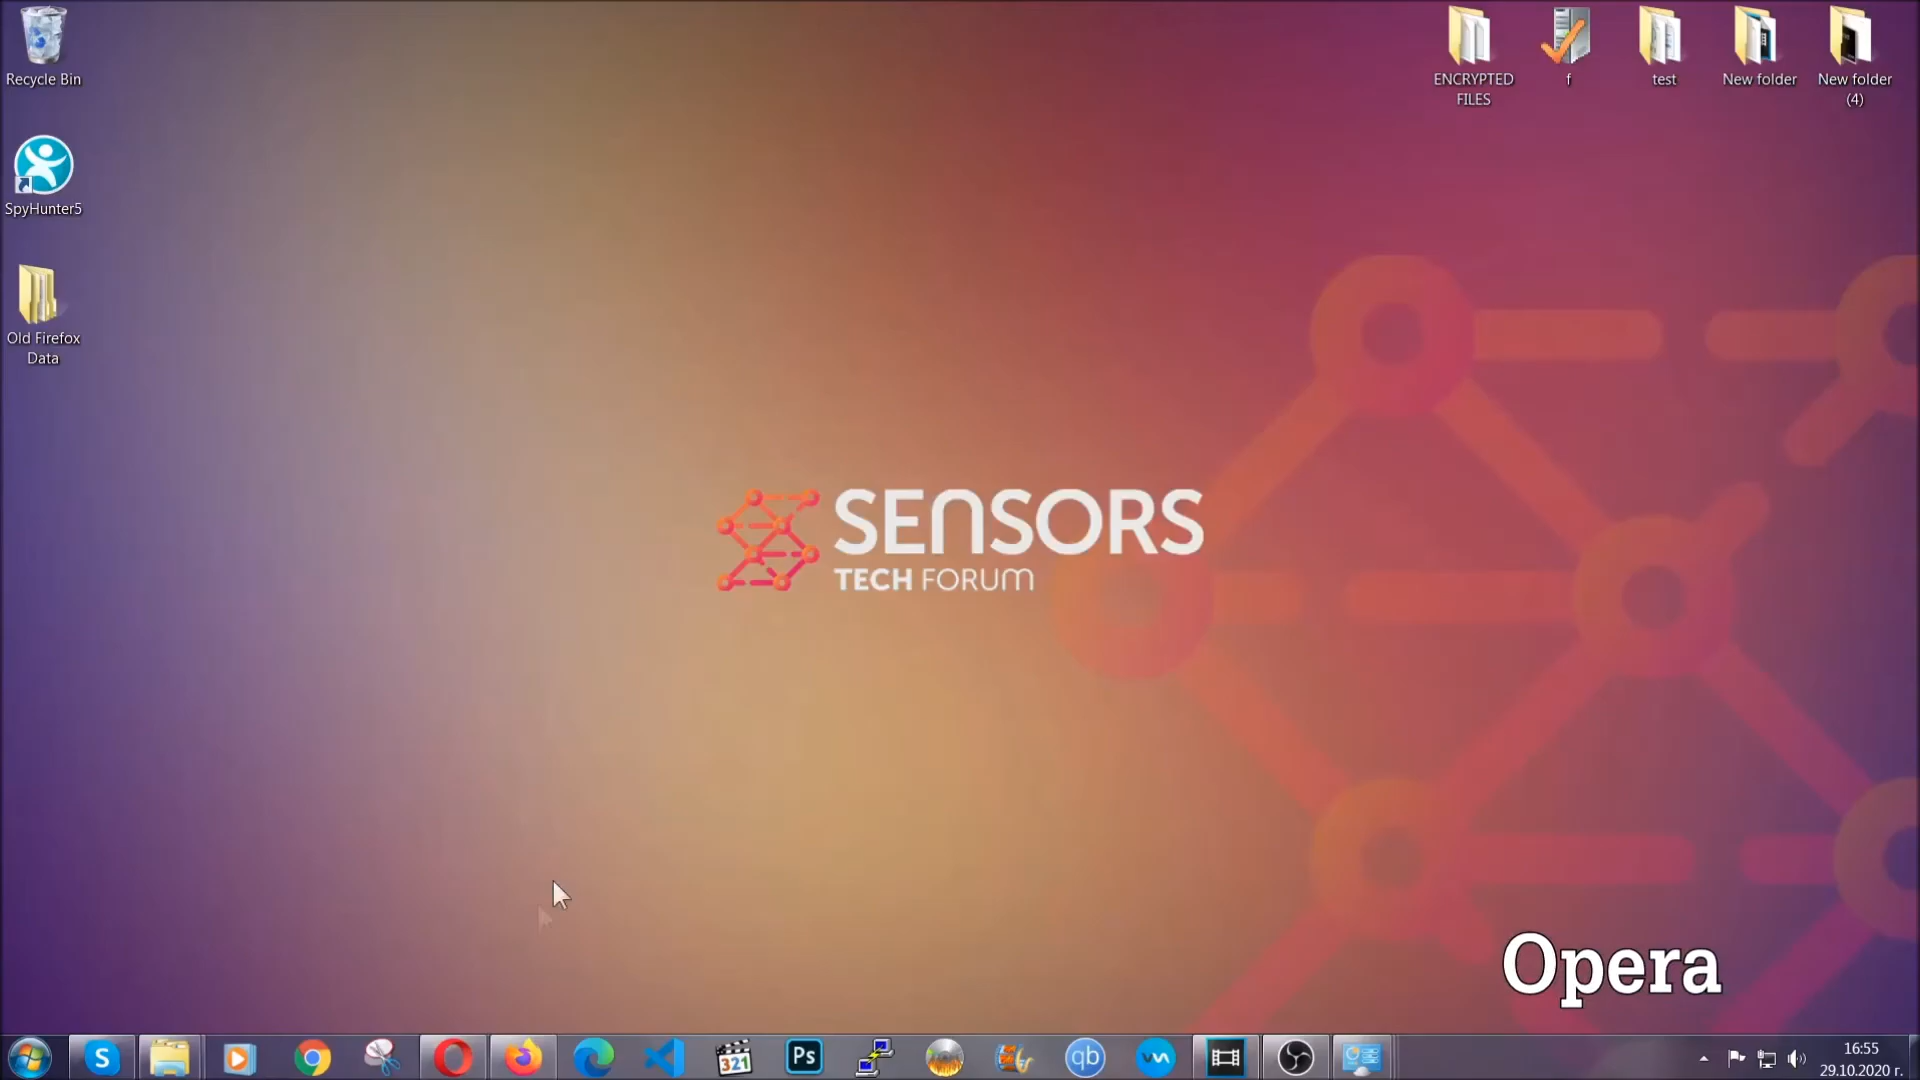 Recycle Bin
SpyHunter5
Old Firefox
Data
ENCRYPTED
FILES
f
test
New folder
New folder
(4)
SENSORS
TECH FORUM
Opera
S
321
Ps
qb
16:55
29.10.2020 г.